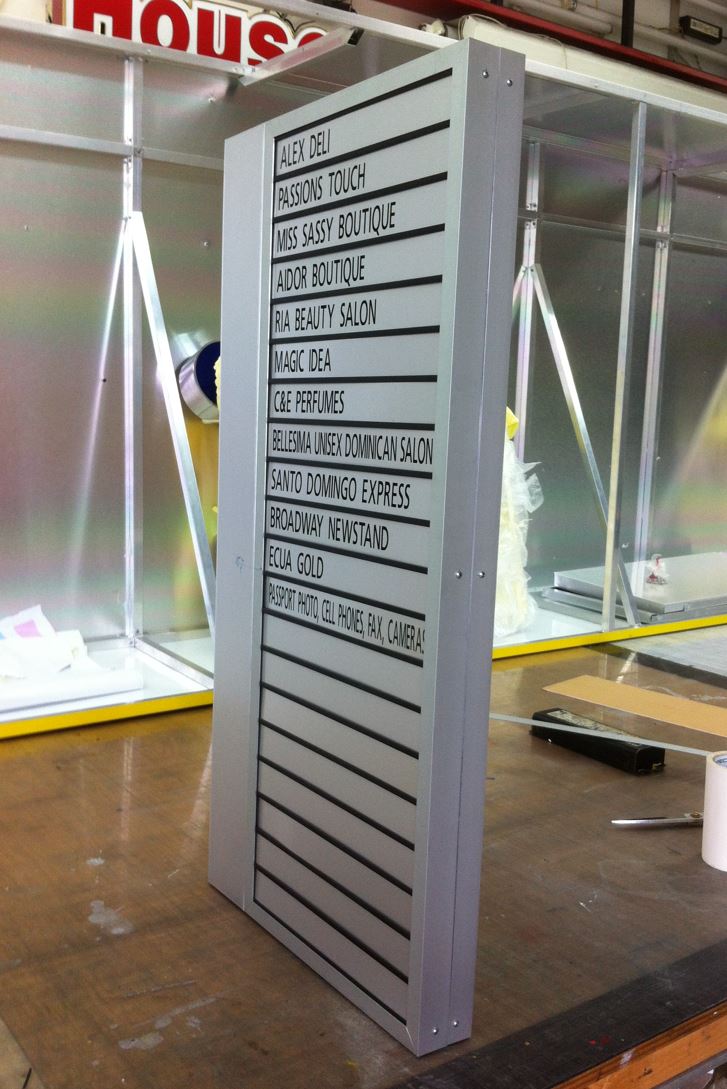 HOUSE
ALEX DELI
PASSIONS TOUCH
MISS SASSY BOUTIQUE
AIDOR BOUTIQUE
RIA BEAUTY SALON
MAGIC IDEA
C&E PERFUMES
BELLESIMA UNISEX DOMINICAN SALON
SANTO DOMINGO EXPRESS
BROADWAY NEWSTAND
ECUA GOLD
PASSPORT PHOTO, CELL PHONES, FAX, CAMERAS